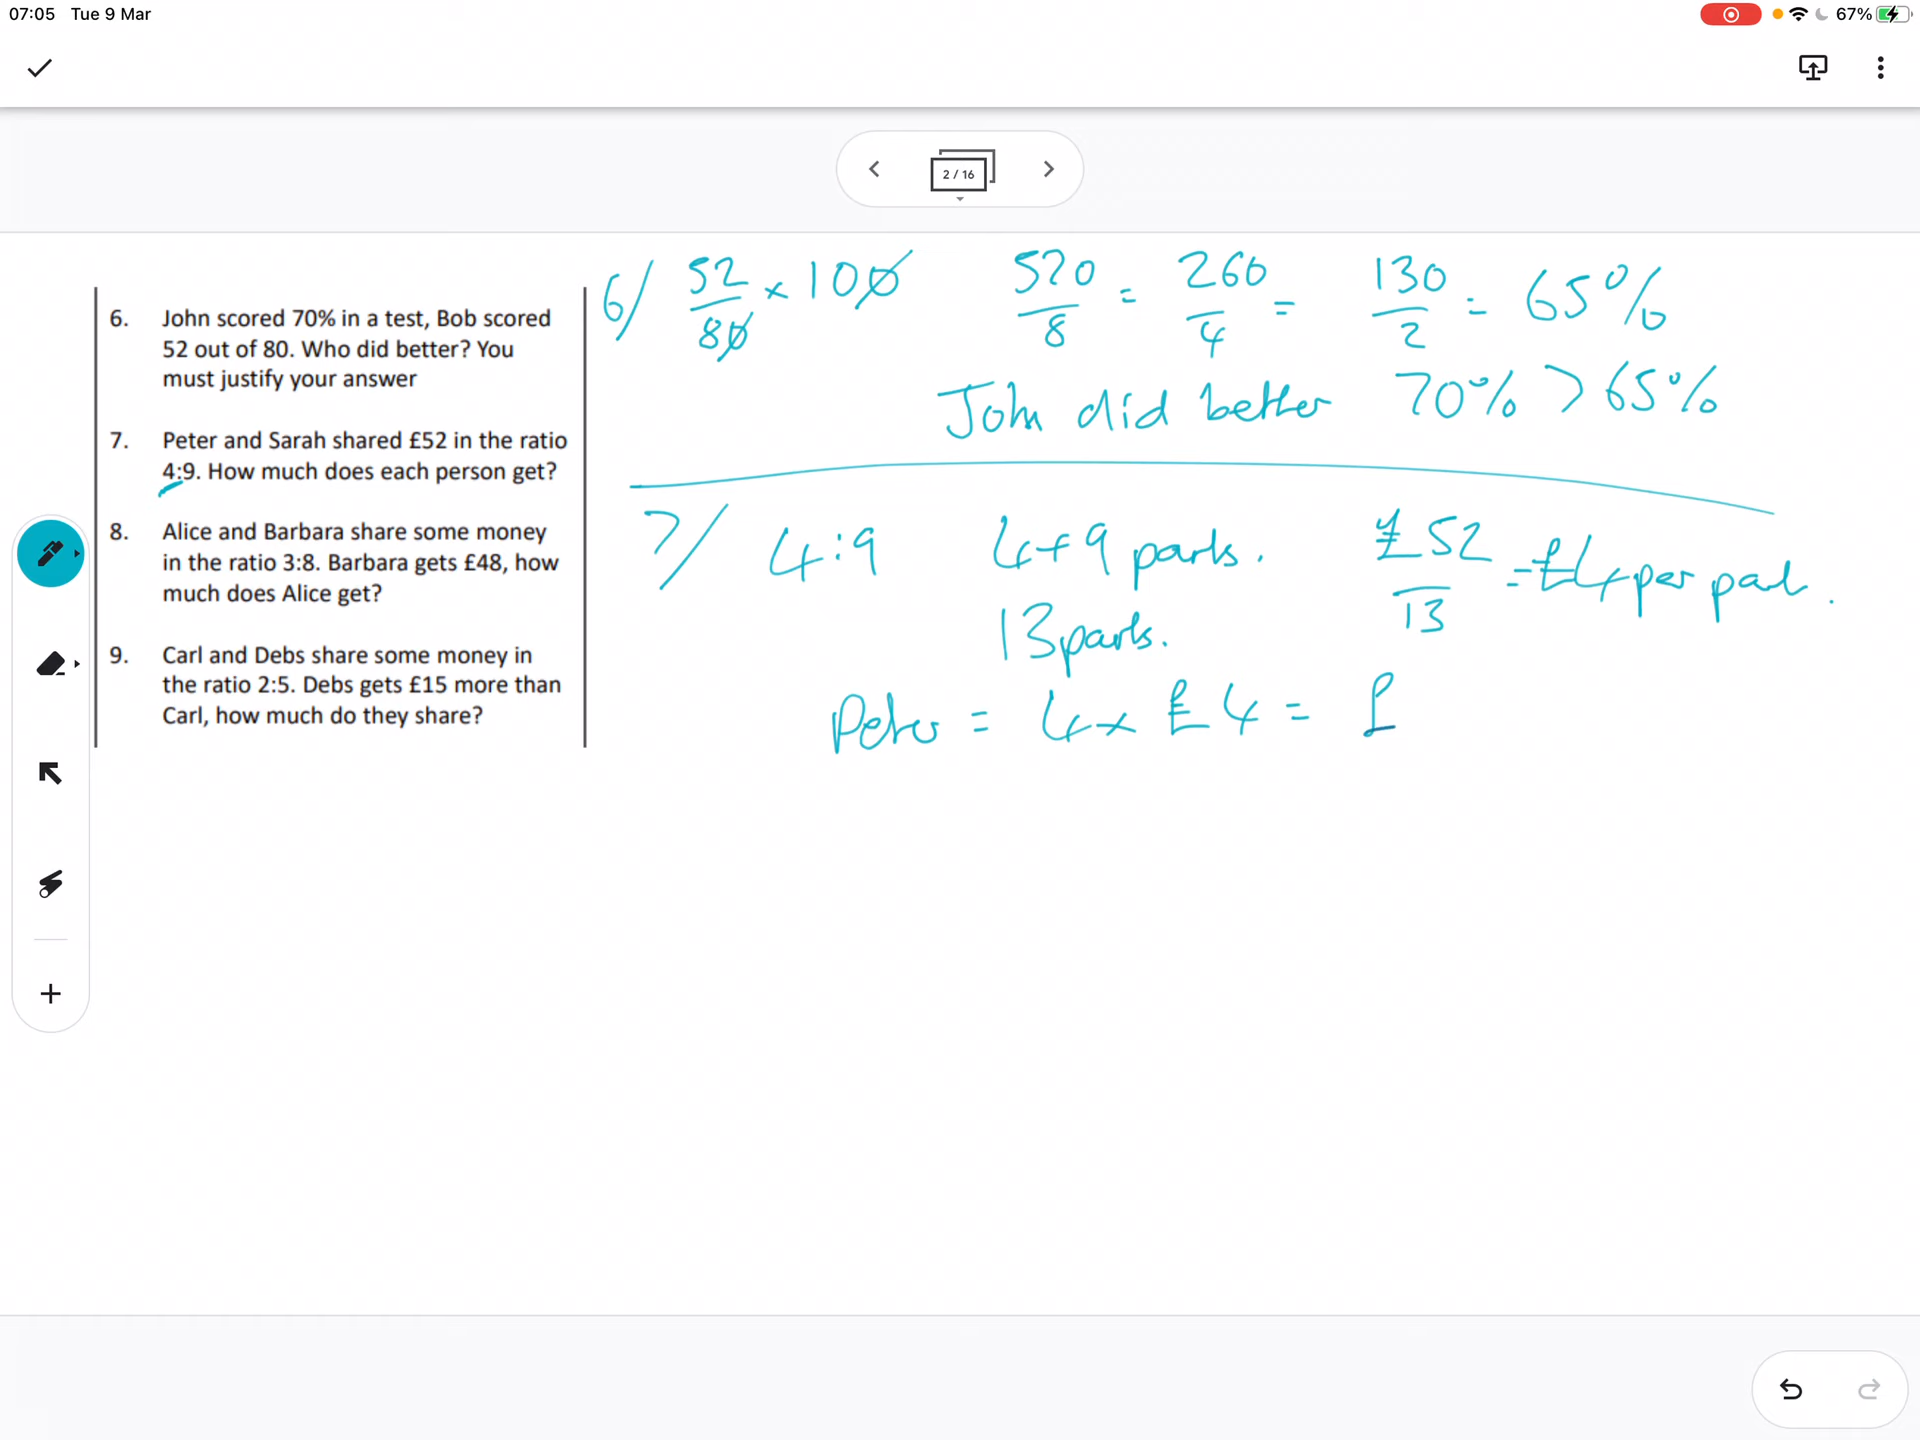 07:05 Tue 9 Mar
67%
2 / 16
6. John scored 70% in a test, Bob scored
52 out of 80. Who did better? You
must justify your answer
7. Peter and Sarah shared £52 in the ratio
4:9. How much does each person get?
8. Alice and Barbara share some money
in the ratio 3:8. Barbara gets £48, how
much does Alice get?
9. Carl and Debs share some money in
the ratio 2:5. Debs gets £15 more than
Carl, how much do they share?
6/ 52/80 × 100 520/8 = 260/4 = 130/2 = 65%
John did better 70% > 65%
7/ 4:9 4+9 parts. £52/13 = £4 per part.
13 parts.
Peter = 4 × £4 = £